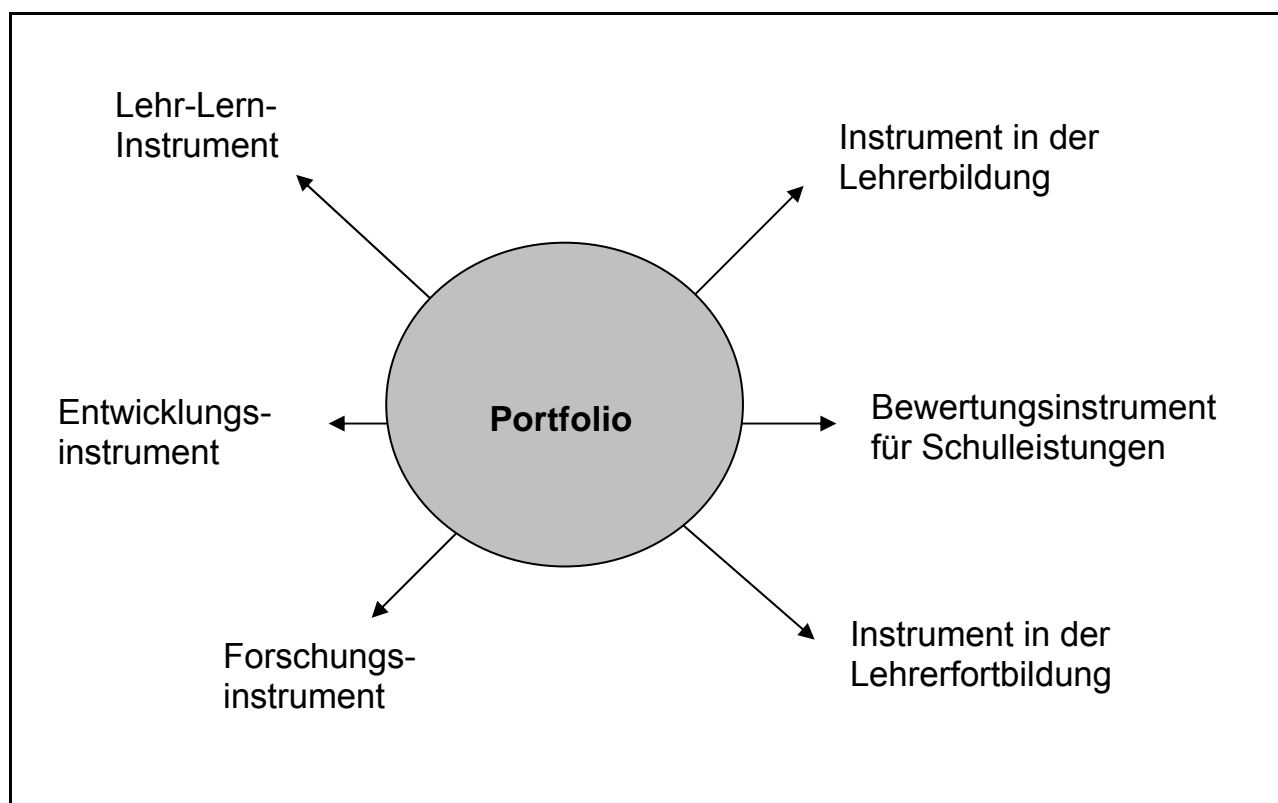 Lehr-Lern-
Instrument
Instrument in der
Lehrerbildung
Entwicklungs-
instrument
Portfolio
Bewertungsinstrument
für Schulleistungen
Forschungs-
instrument
Instrument in der
Lehrerfortbildung